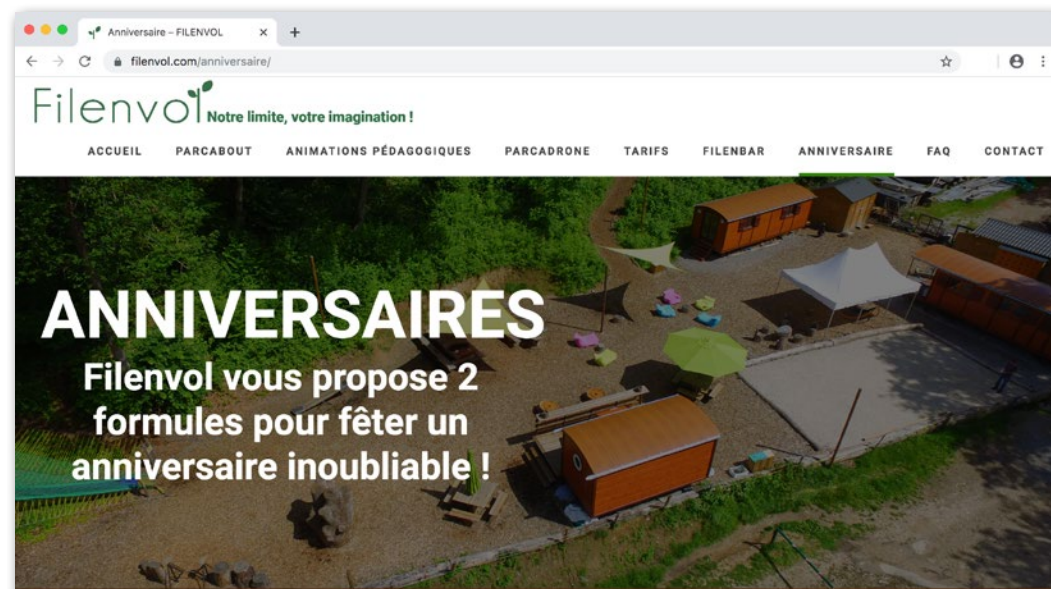 Anniversaire – FILENVOL
filenvol.com/anniversaire/
Filenvol Notre limite, votre imagination !
ACCUEIL PARCABOUT ANIMATIONS PÉDAGOGIQUES PARCADRONE TARIFS FILENBAR ANNIVERSAIRE FAQ CONTACT
ANNIVERSAIRES
Filenvol vous propose 2
formules pour fêter un
anniversaire inoubliable !